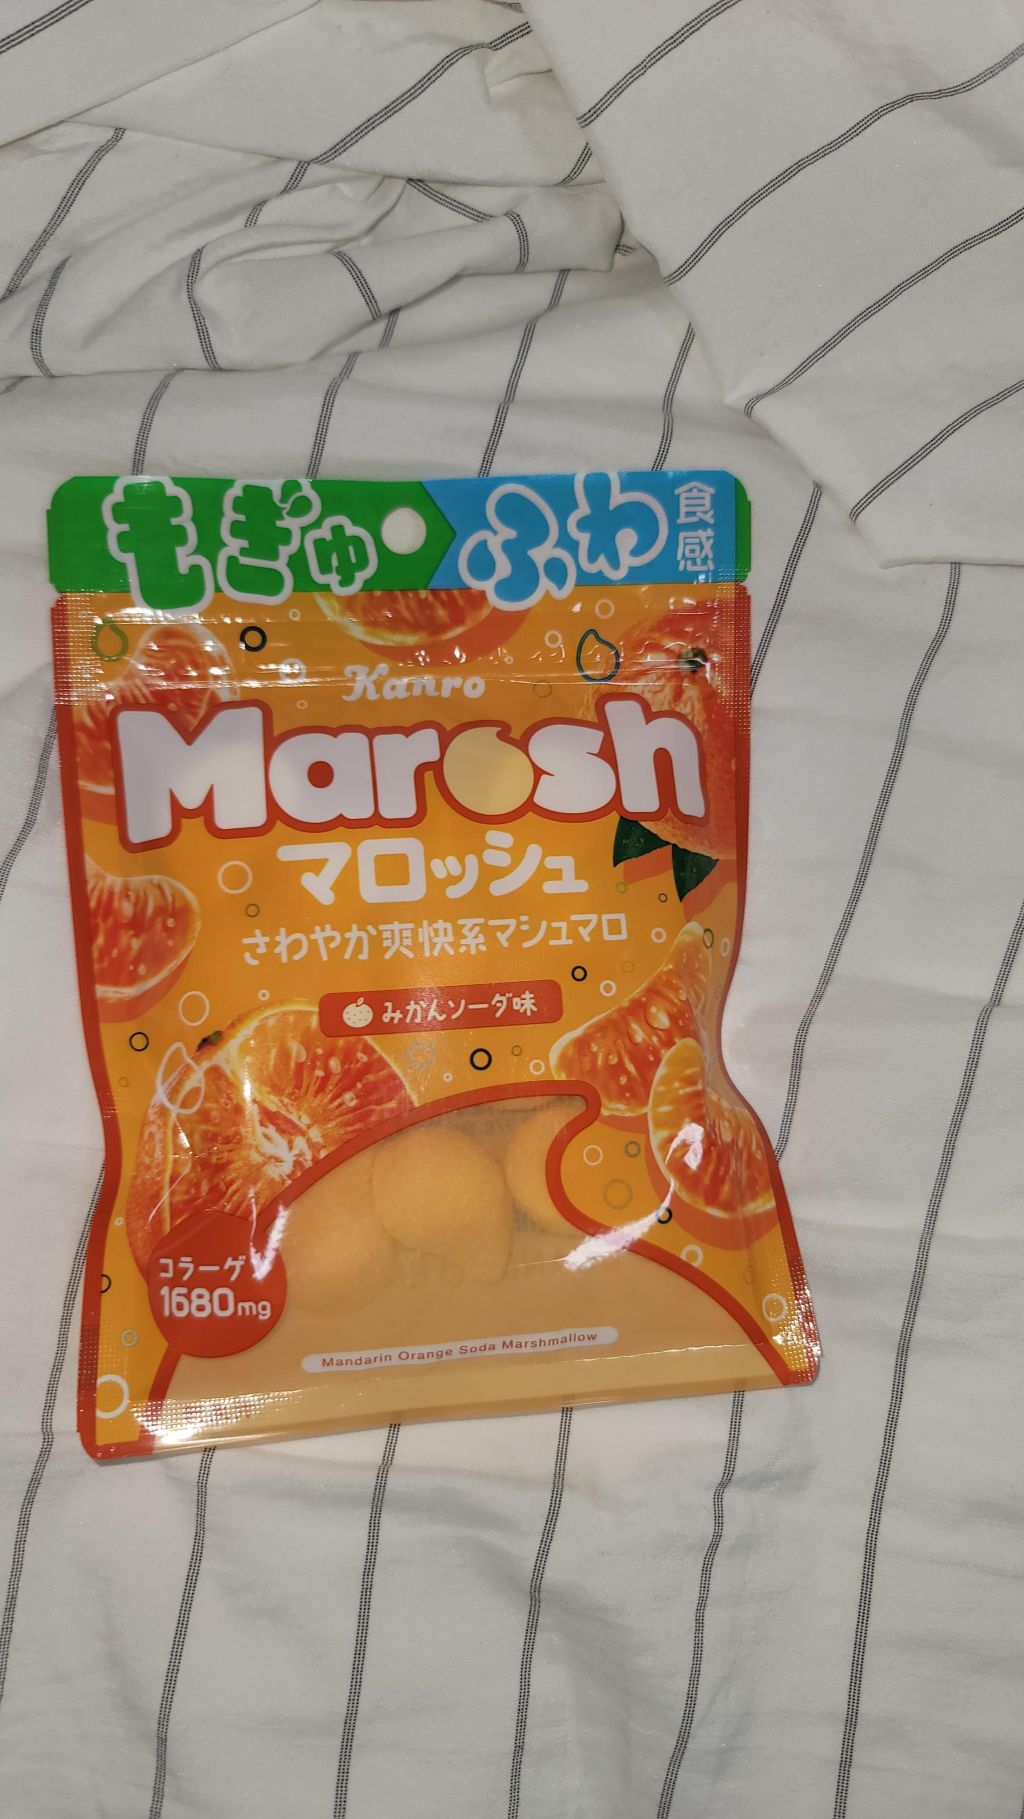 もぎゅ ふわ 食感
Kanro
Marosh
マロッシュ
さわやか爽快系マシュマロ
みかんソーダ味
コラーゲン
1680mg
Mandarin Orange Soda Marshmallow